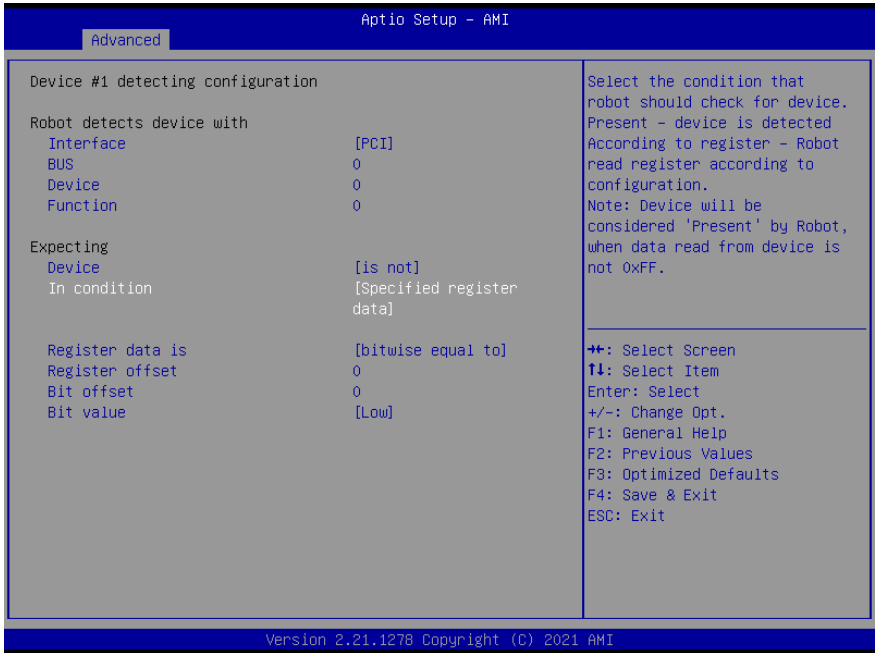 Aptio Setup - AMI
Advanced
Device #1 detecting configuration
Robot detects device with
Interface [PCI]
BUS 0
Device 0
Function 0
Expecting
Device [is not]
In condition [Specified register
data]
Register data is [bitwise equal to]
Register offset 0
Bit offset 0
Bit value [Low]
Select the condition that
robot should check for device.
Present - device is detected
According to register - Robot
read register according to
configuration.
Note: Device will be
considered 'Present' by Robot,
when data read from device is
not 0xFF.
→←: Select Screen
↑↓: Select Item
Enter: Select
+/-: Change Opt.
F1: General Help
F2: Previous Values
F3: Optimized Defaults
F4: Save & Exit
ESC: Exit
Version 2.21.1278 Copyright (C) 2021 AMI